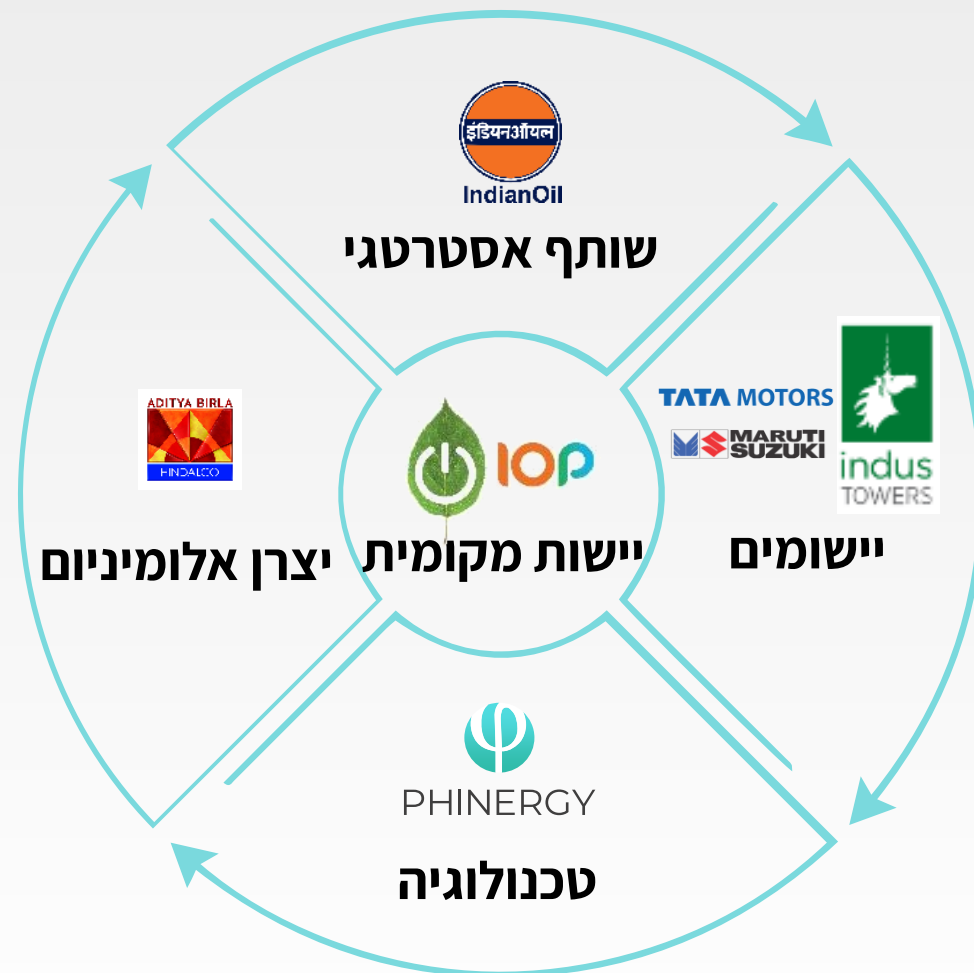 इंडियनऑयल
IndianOil
שותף אסטרטגי
TATA MOTORS
MARUTI
SUZUKI
indus
TOWERS
יישומים
IOP
יישות מקומית
ADITYA BIRLA
HINDALCO
יצרן אלומיניום
PHINERGY
טכנולוגיה